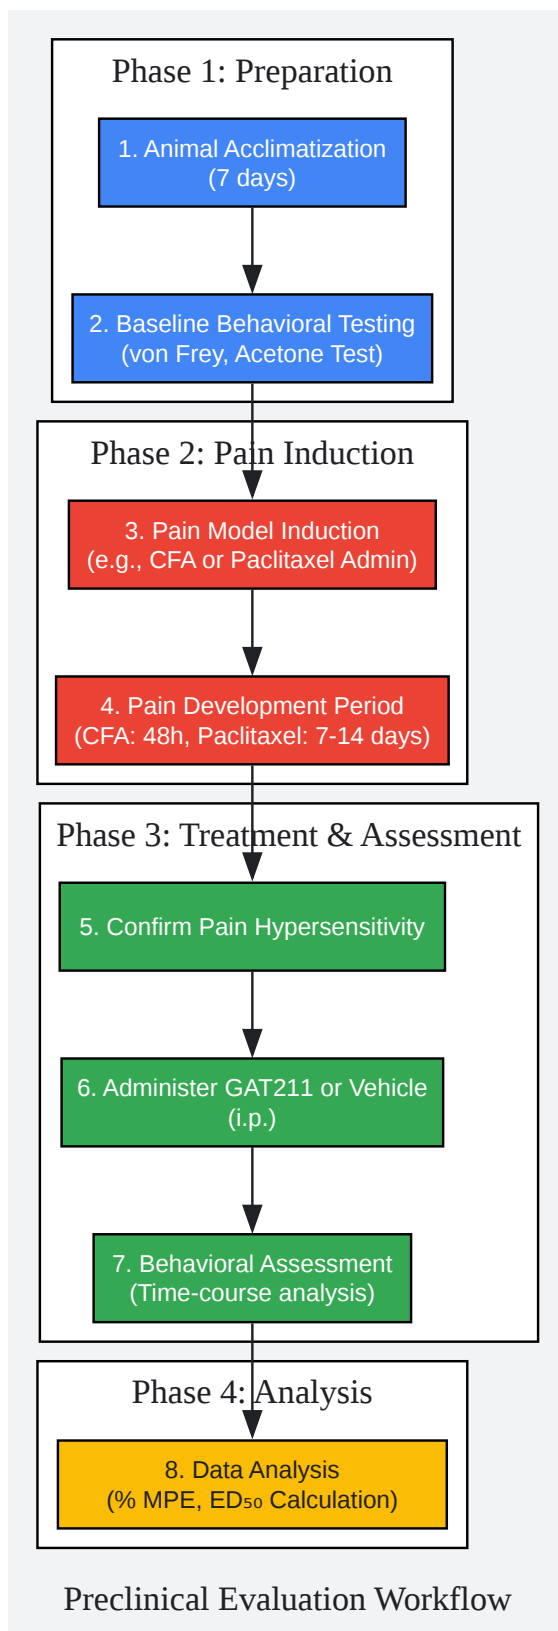 Phase 1: Preparation
1. Animal Acclimatization
(7 days)
2. Baseline Behavioral Testing
(von Frey, Acetone Test)
Phase 2: Pain Induction
3. Pain Model Induction
(e.g., CFA or Paclitaxel Admin)
4. Pain Development Period
(CFA: 48h, Paclitaxel: 7-14 days)
Phase 3: Treatment & Assessment
5. Confirm Pain Hypersensitivity
6. Administer GAT211 or Vehicle
(i.p.)
7. Behavioral Assessment
(Time-course analysis)
Phase 4: Analysis
8. Data Analysis
(% MPE, ED₅₀ Calculation)
Preclinical Evaluation Workflow